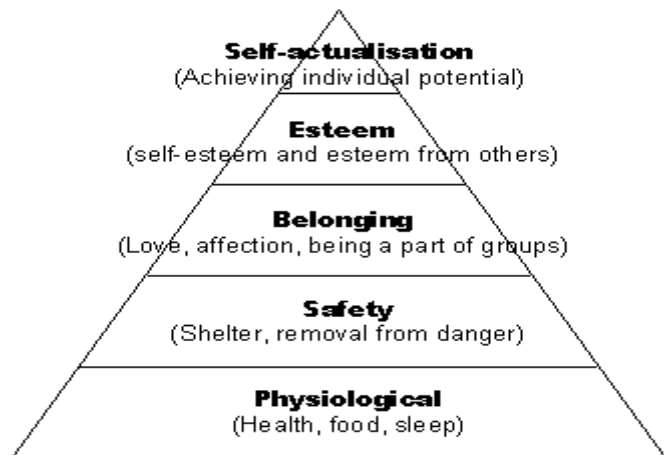 Self-actualisation
(Achieving individual potential)
Esteem
(self-esteem and esteem from others)
Belonging
(Love, affection, being a part of groups)
Safety
(Shelter, removal from danger)
Physiological
(Health, food, sleep)